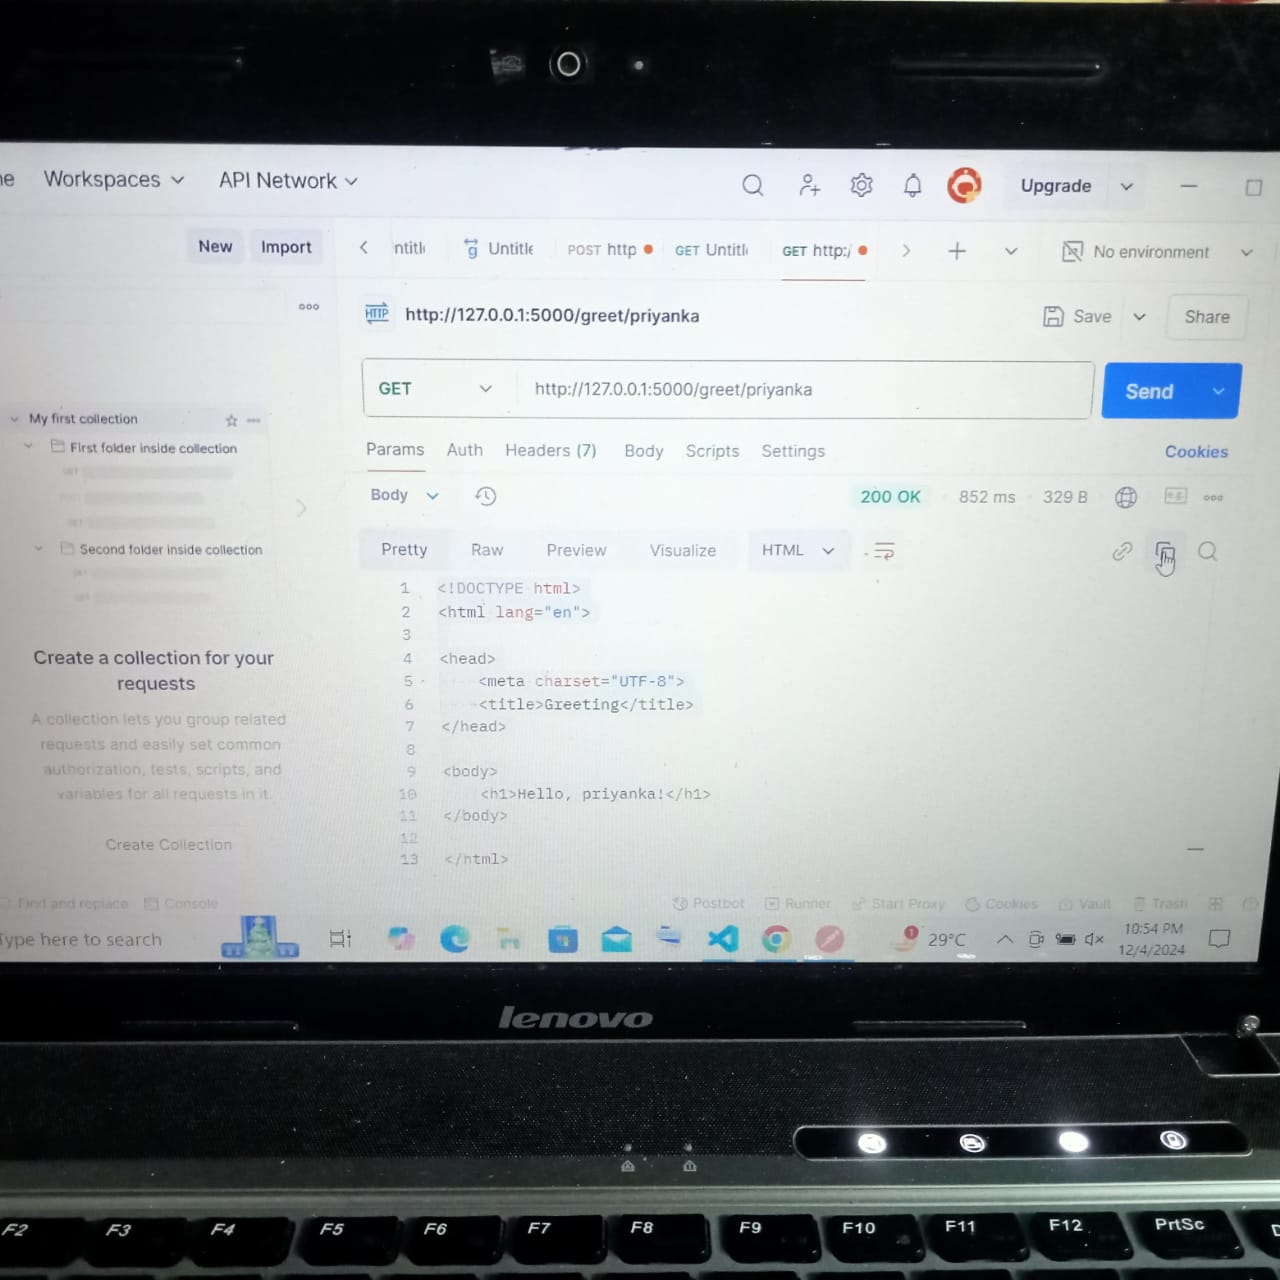 Workspaces
API Network
Upgrade
New
Import
Untitle
POST http
GET Untitl
GET http:/
No environment
HTTP
http://127.0.0.1:5000/greet/priyanka
Save
Share
GET
http://127.0.0.1:5000/greet/priyanka
Send
My first collection
First folder inside collection
Second folder inside collection
Params
Auth
Headers (7)
Body
Scripts
Settings
Cookies
Body
200 OK
852 ms
329 B
Pretty
Raw
Preview
Visualize
HTML
1 <!DOCTYPE html>
2 <html lang="en">
3
4 <head>
5 <meta charset="UTF-8">
6 <title>Greeting</title>
7 </head>
8
9 <body>
10 <h1>Hello, priyanka!</h1>
11 </body>
12
13 </html>
Create a collection for your
requests
A collection lets you group related
requests and easily set common
authorization, tests, scripts, and
variables for all requests in it.
Create Collection
Find and replace
Console
Postbot
Runner
Start Proxy
Cookies
Vault
Trash
Type here to search
1
29°C
10:54 PM
12/4/2024
lenovo
F2
F3
F4
F5
F6
F7
F8
F9
F10
F11
F12
PrtSc